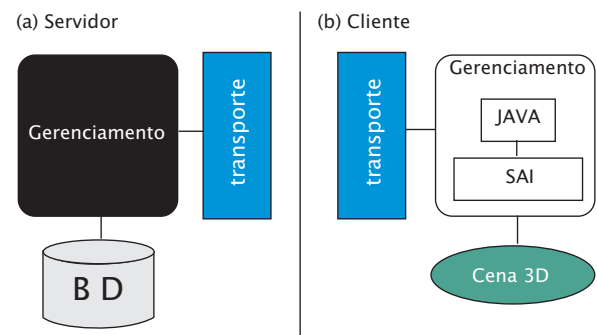 (a) Servidor
Gerenciamento
transporte
B D
(b) Cliente
transporte
Gerenciamento
JAVA
SAI
Cena 3D